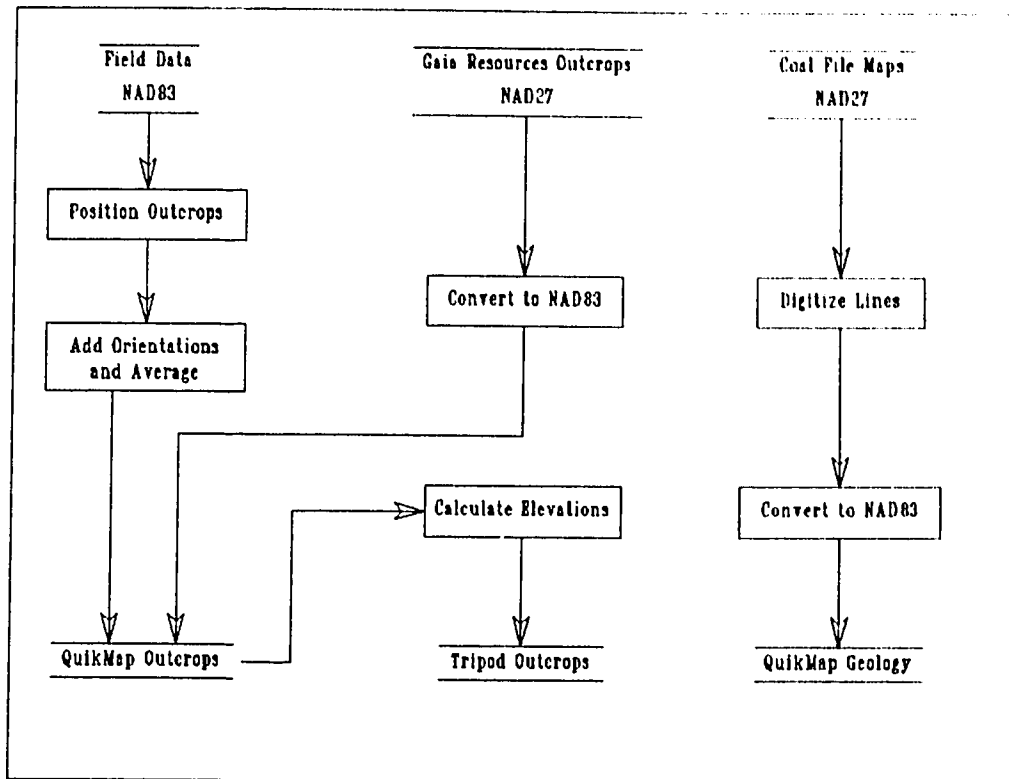 Field Data
NAD83
Position Outcrops
Add Orientations
and Average
QuikMap Outcrops
Gaia Resources Outcrops
NAD27
Convert to NAD83
Calculate Elevations
Tripod Outcrops
Coal File Maps
NAD27
Digitize Lines
Convert to NAD83
QuikMap Geology